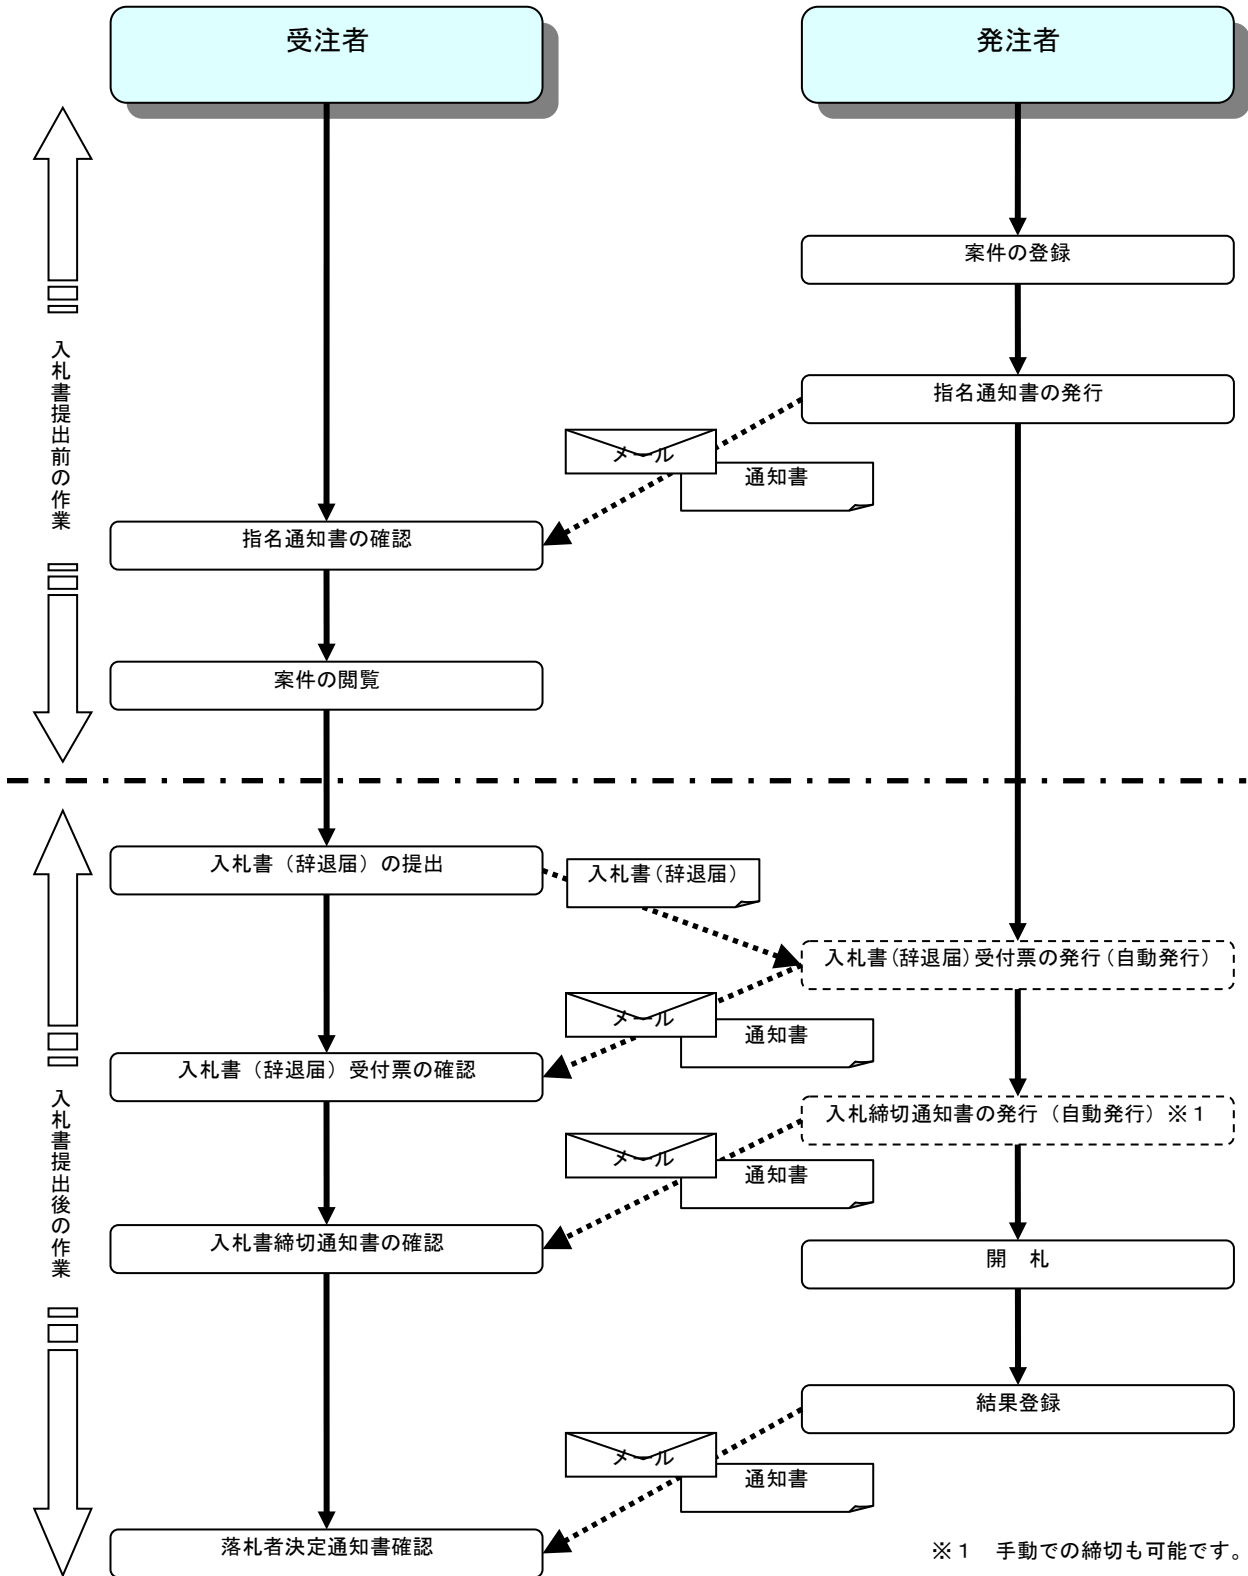 受注者
発注者
案件の登録
指名通知書の発行
メール
通知書
指名通知書の確認
案件の閲覧
入札書提出前の作業
入札書（辞退届）の提出
入札書(辞退届)
入札書(辞退届)受付票の発行(自動発行)
メール
通知書
入札書（辞退届）受付票の確認
入札締切通知書の発行（自動発行）※１
メール
通知書
入札書締切通知書の確認
開　札
結果登録
メール
通知書
落札者決定通知書確認
入札書提出後の作業
※１　手動での締切も可能です。